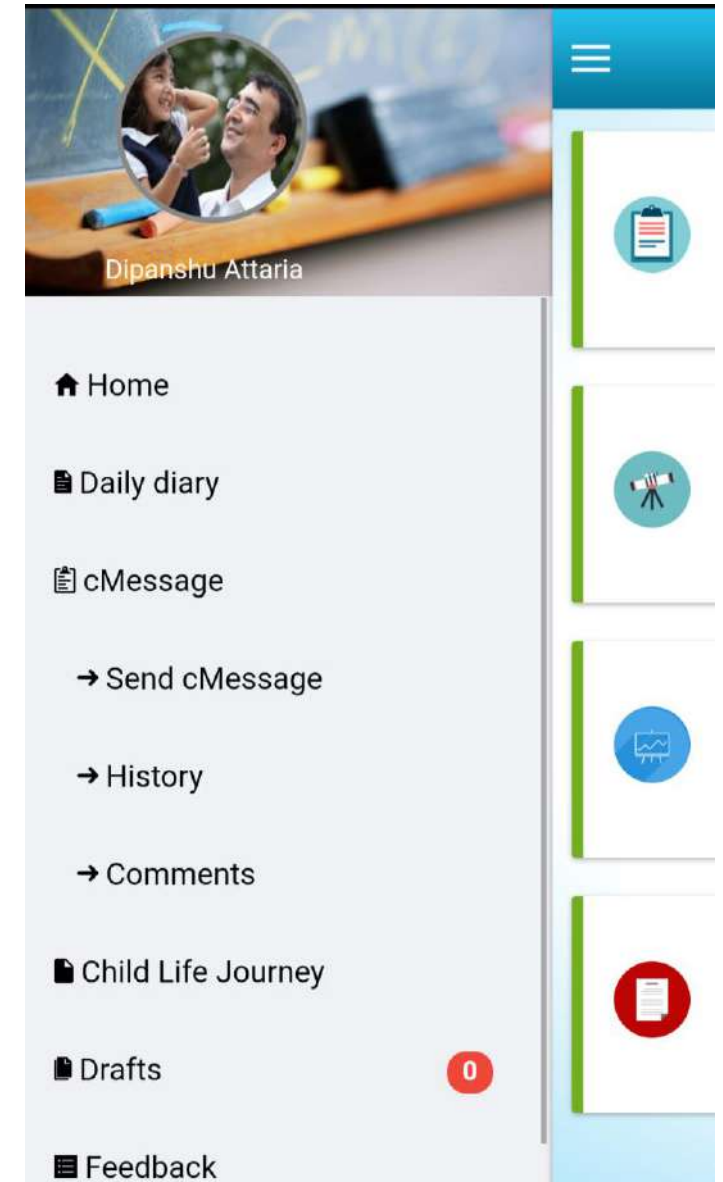 Dipanshu Attaria
Home
Daily diary
cMessage
Send cMessage
History
Comments
Child Life Journey
Drafts
0
Feedback